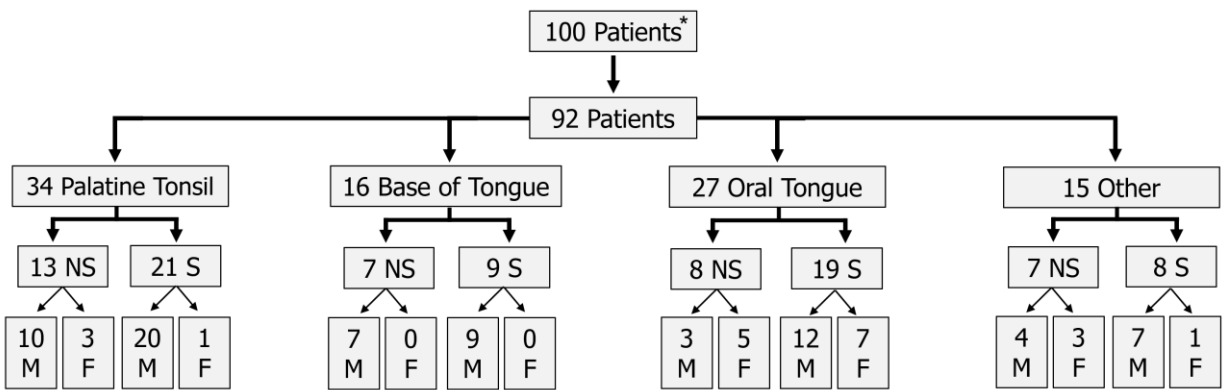 100 Patients*
92 Patients
34 Palatine Tonsil
16 Base of Tongue
27 Oral Tongue
15 Other
13 NS
21 S
7 NS
9 S
8 NS
19 S
7 NS
8 S
10 M
3 F
20 M
1 F
7 M
0 F
9 M
0 F
3 M
5 F
12 M
7 F
4 M
3 F
7 M
1 F